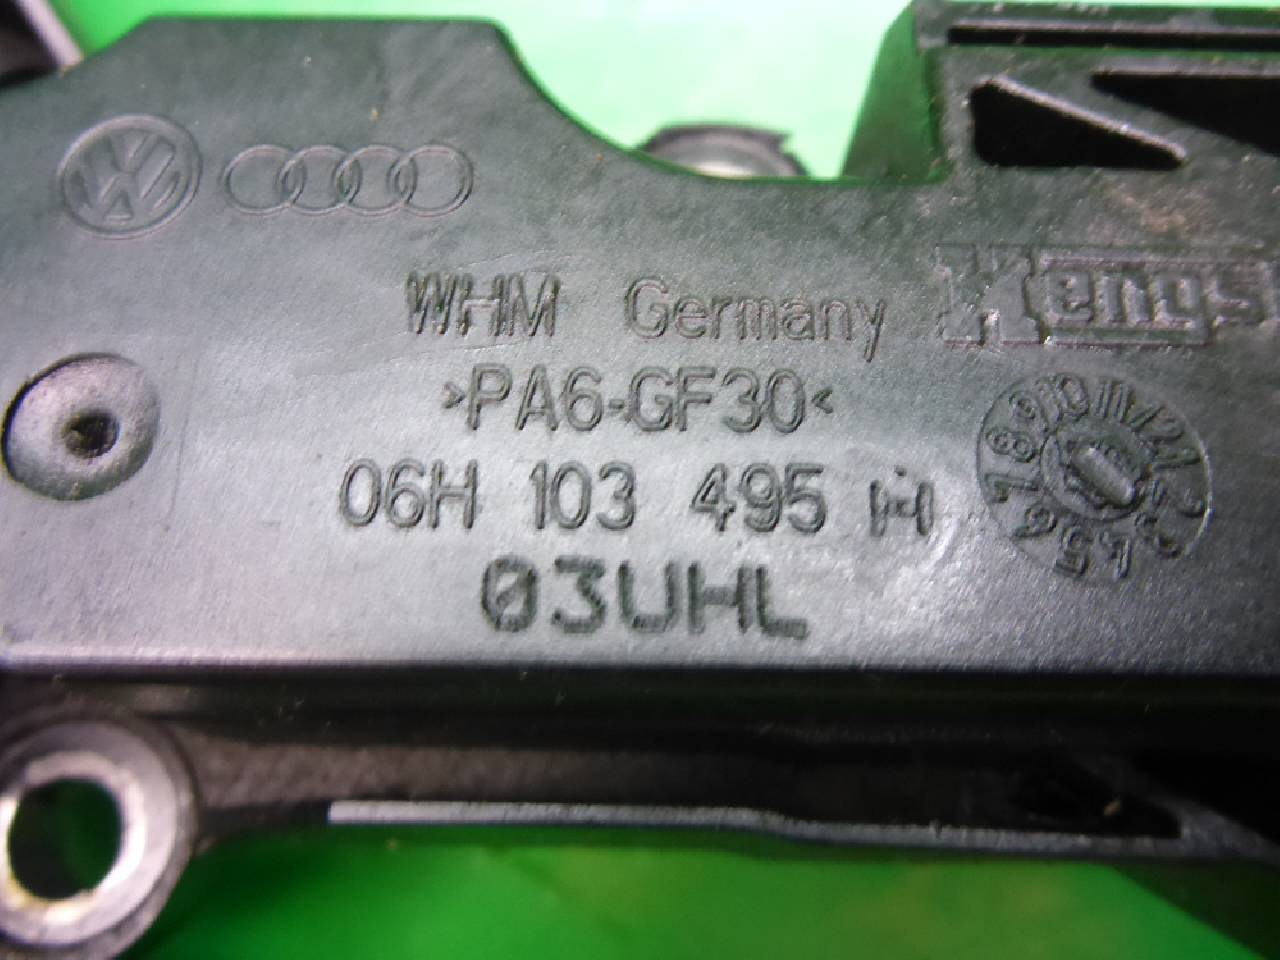 WHM Germany
>PA6-GF30<
06H 103 495 H
03UHL